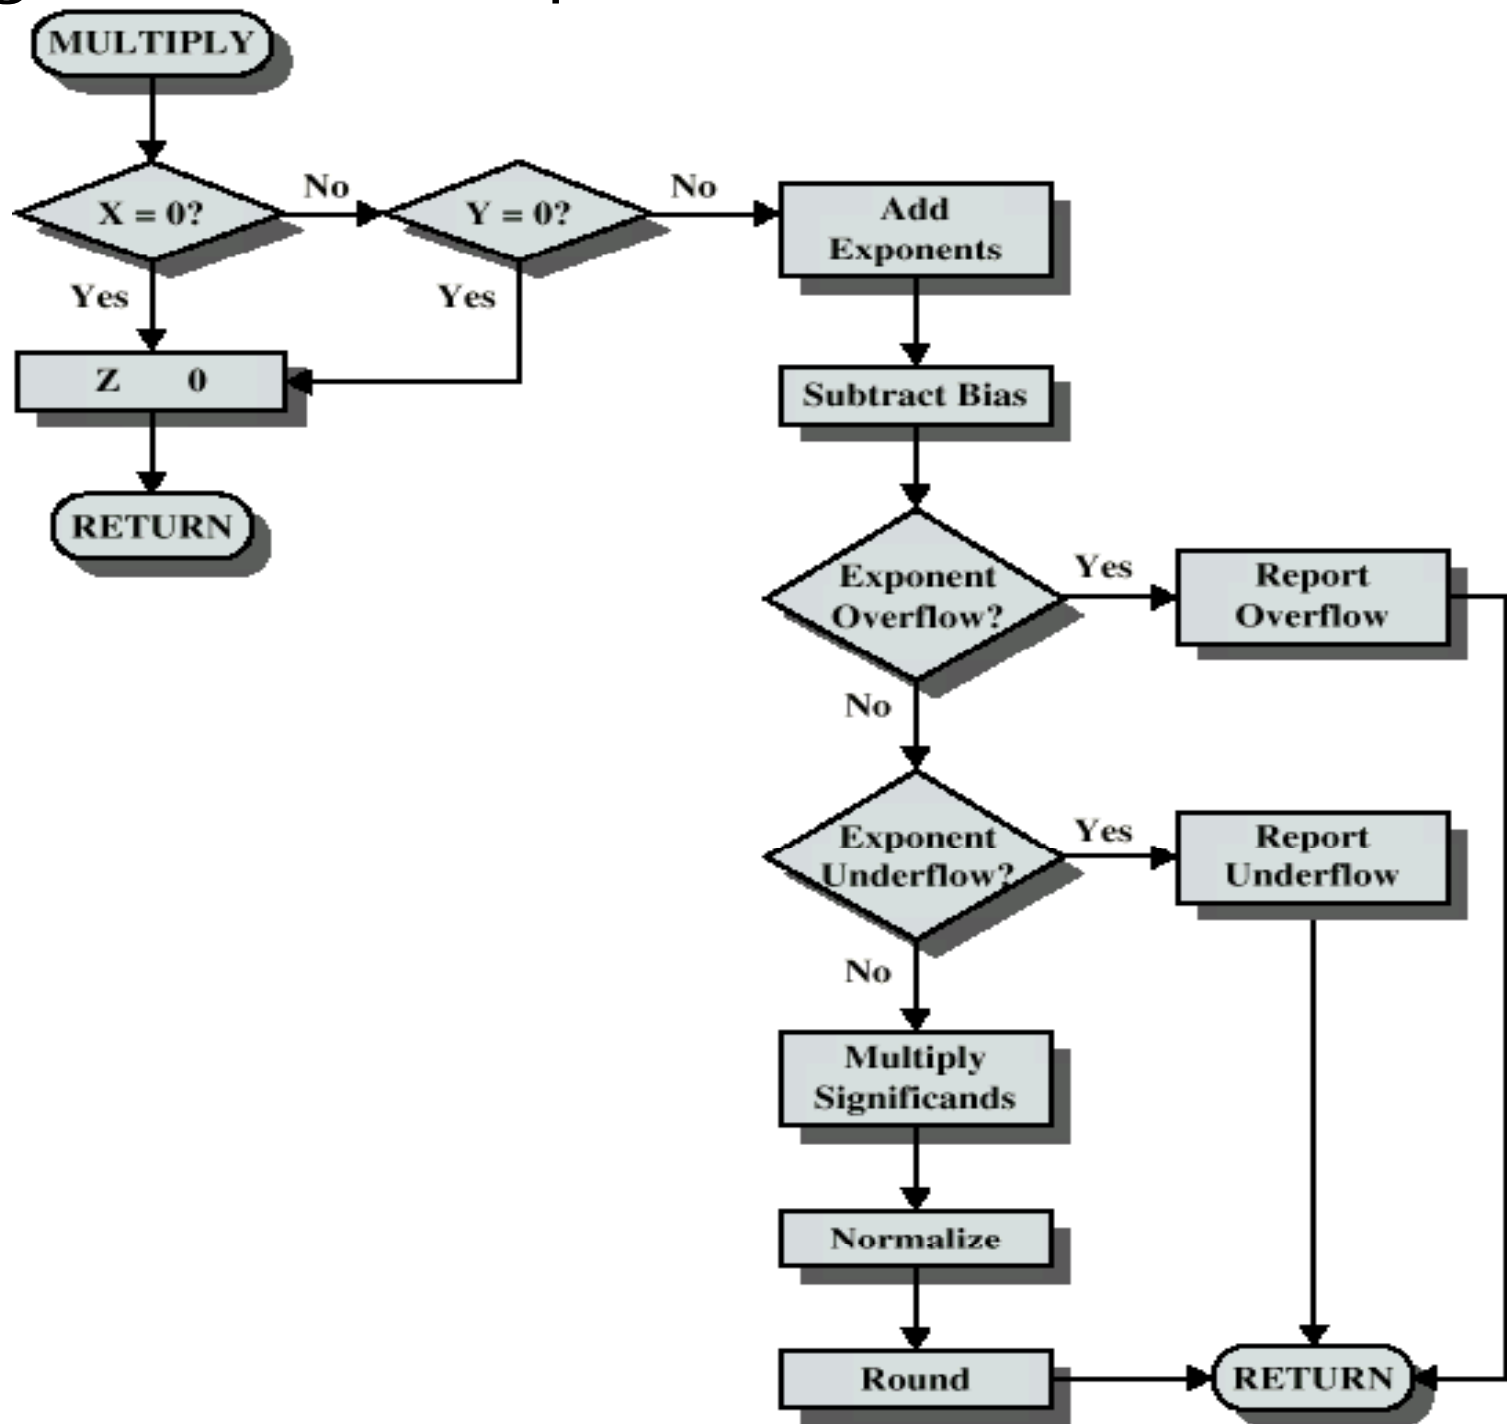 MULTIPLY
X = 0?
No
Y = 0?
No
Add
Exponents
Yes
Yes
Z 0
Subtract Bias
RETURN
Exponent
Overflow?
Yes
Report
Overflow
No
Exponent
Underflow?
Yes
Report
Underflow
No
Multiply
Significands
Normalize
Round
RETURN